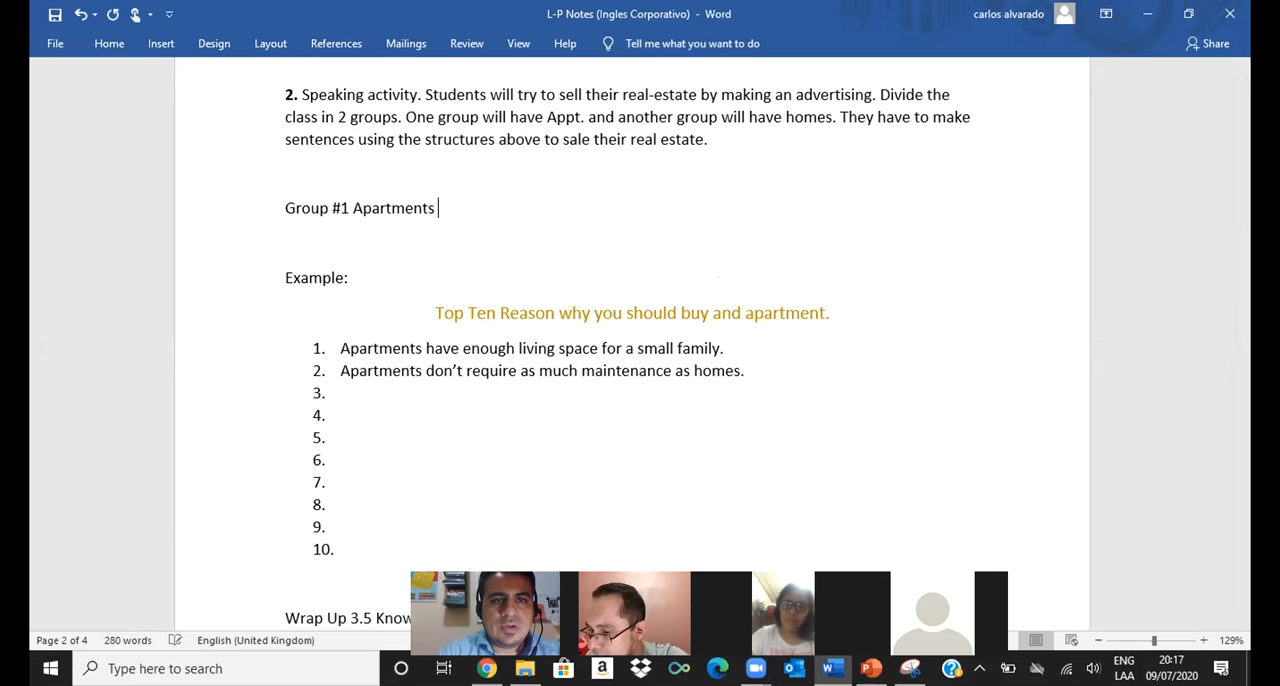 L-P Notes (Ingles Corporativo) - Word
carlos alvarado
File Home Insert Design Layout References Mailings Review View Help Tell me what you want to do Share
2. Speaking activity. Students will try to sell their real-estate by making an advertising. Divide the
class in 2 groups. One group will have Appt. and another group will have homes. They have to make
sentences using the structures above to sale their real estate.
Group #1 Apartments
Example:
Top Ten Reason why you should buy and apartment.
1. Apartments have enough living space for a small family.
2. Apartments don’t require as much maintenance as homes.
3.
4.
5.
6.
7.
8.
9.
10.
Wrap Up 3.5 Know
Page 2 of 4 280 words English (United Kingdom) 129%
Type here to search
ENG 20:17
LAA 09/07/2020